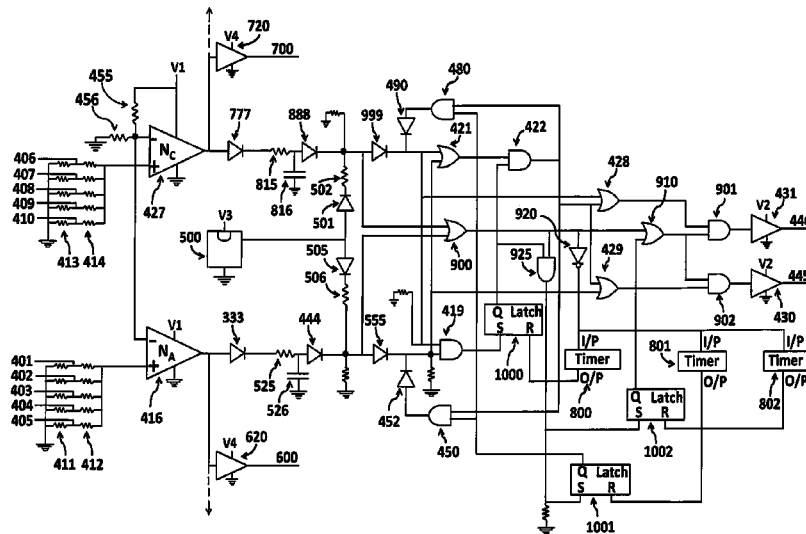 V4 720
700
455
V1
456
490
480
777
888
999
421
422
406
407
408
409
410
NC
427
815
816
502
501
428
910
901
431
V2
446
V3
500
920
925
900
505
506
429
902
V2
445
430
413 414
419
Q Latch
S R
1000
I/P
Timer
O/P
800
801
I/P
Timer
O/P
I/P
Timer
O/P
802
401
402
403
404
405
V1
NA
416
333
444
555
525
526
452
450
411 412
Q Latch
S R
1002
V4 620
600
Q Latch
S R
1001